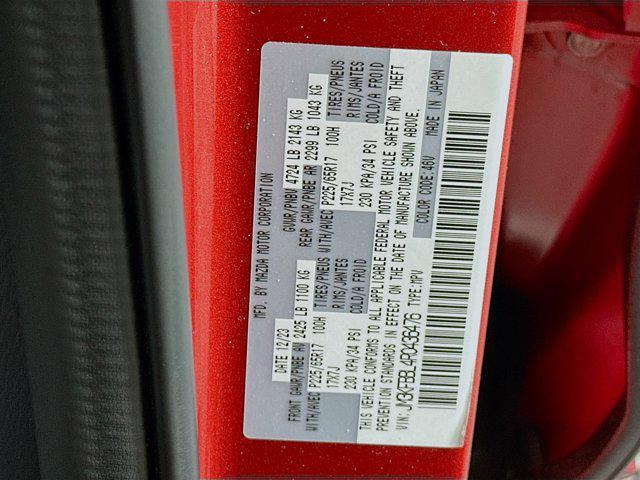 MFD. BY MAZDA MOTOR CORPORATION
DATE 12/23 GVWR/PNBV 4724 LB 2143 KG
FRONT GAWR/PNBE AV 2425 LB 1100 KG REAR GAWR/PNBE AR 2299 LB 1043 KG
WITH/AVEC P225/65R17 100H TIRES/PNEUS WITH/AVEC P225/65R17 100H TIRES/PNEUS
17X7J RIMS/JANTES 17X7J RIMS/JANTES
230 KPA/34 PSI COLD/A FROID 230 KPA/34 PSI COLD/A FROID
THIS VEHICLE CONFORMS TO ALL APPLICABLE FEDERAL MOTOR VEHICLE SAFETY AND THEFT
PREVENTION STANDARDS IN EFFECT ON THE DATE OF MANUFACTURE SHOWN ABOVE.
VIN: JM3KFBBL4R0436476 TYPE: MPV COLOR CODE: 46V MADE IN JAPAN